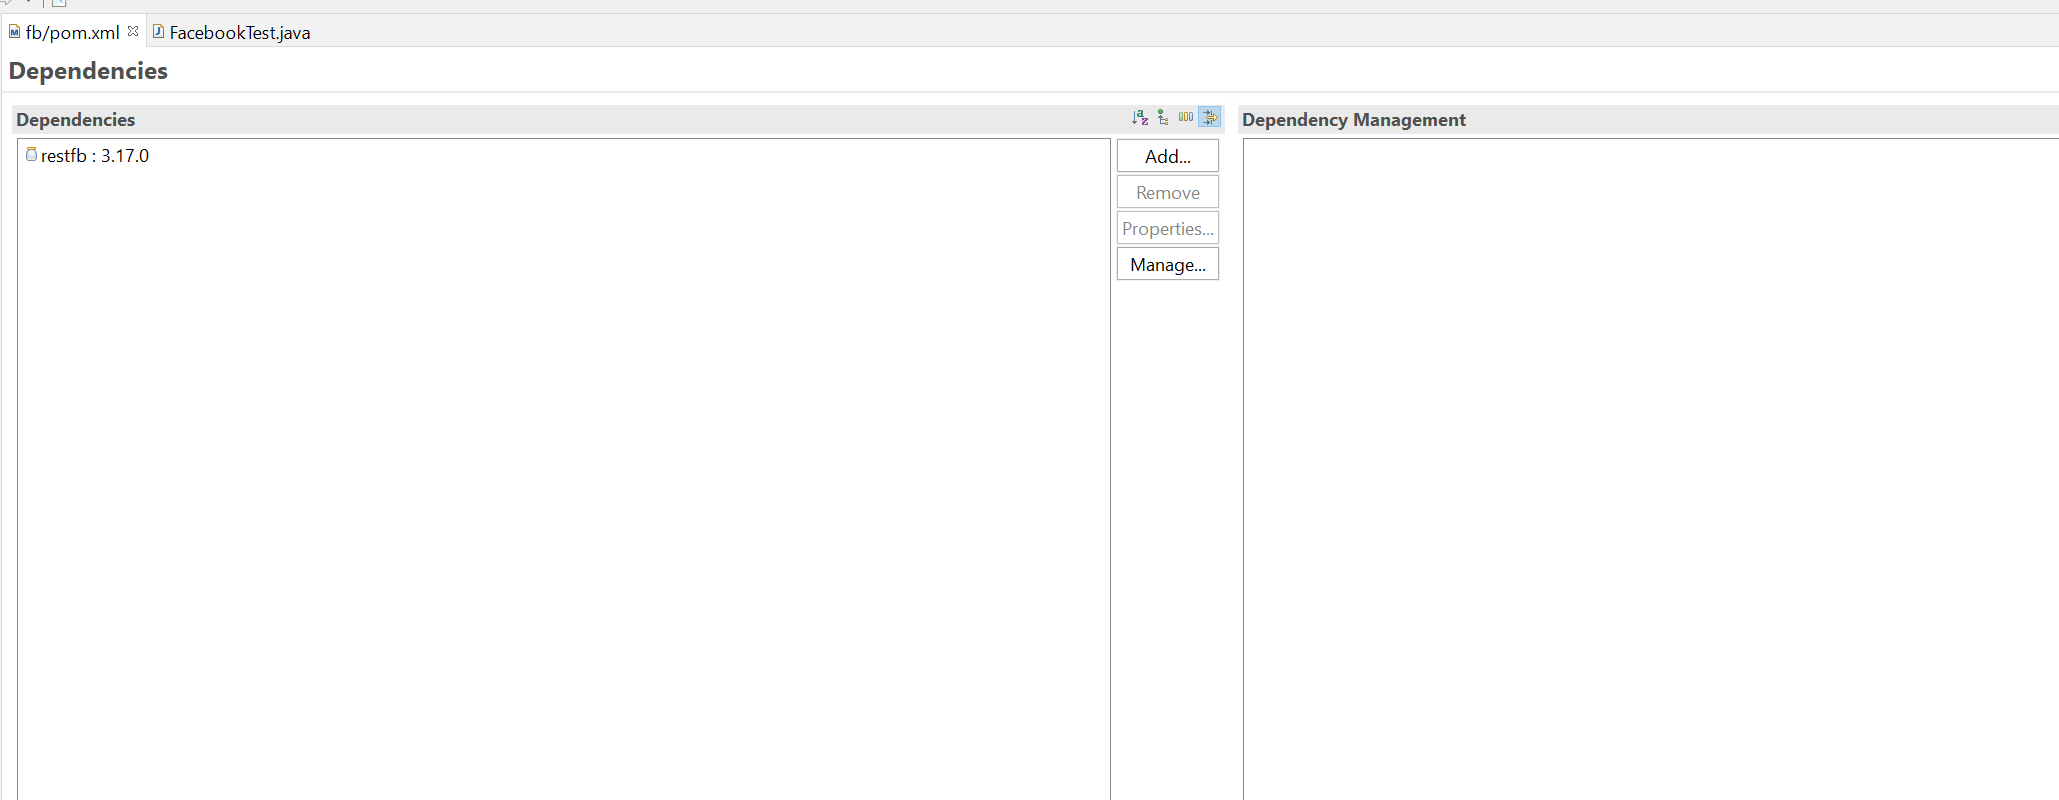 fb/pom.xml
FacebookTest.java
Dependencies
Dependencies
restfb : 3.17.0
Add...
Remove
Properties...
Manage...
Dependency Management